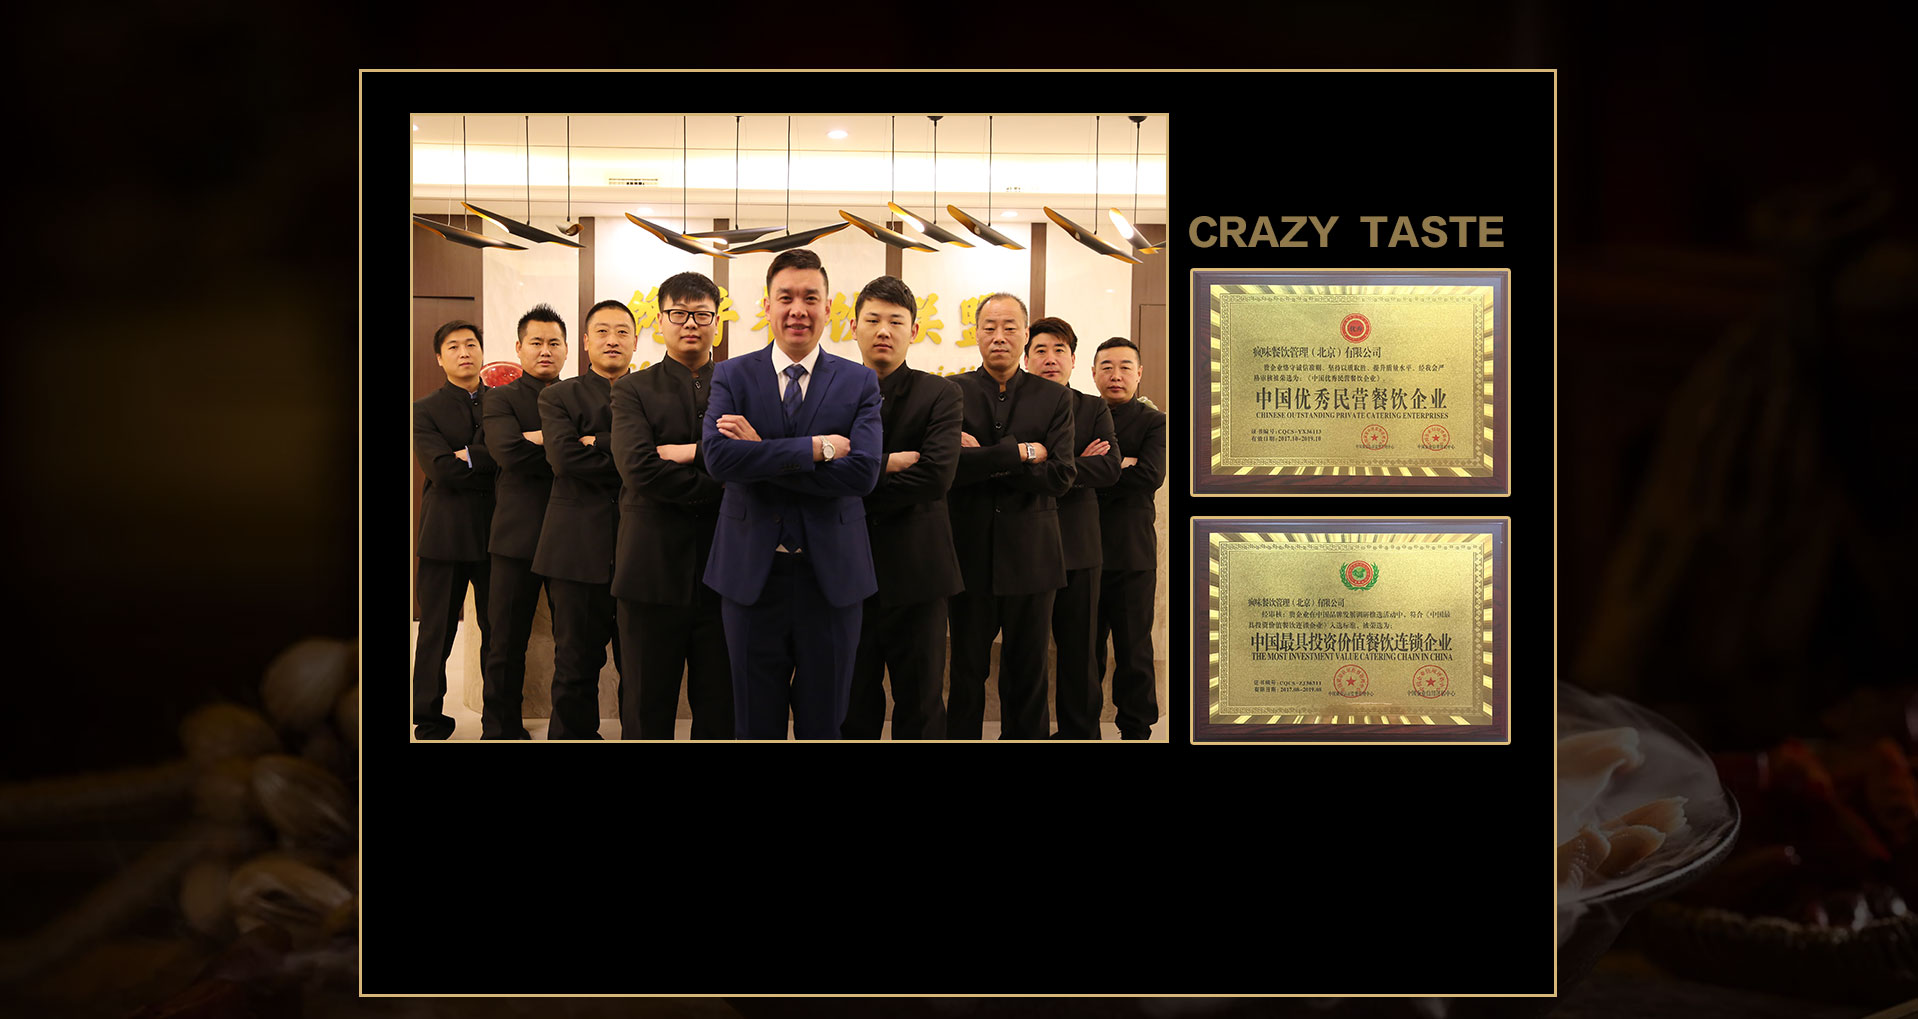 餐饮联盟
CRAZY TASTE
疯味餐饮管理（北京）有限公司
贵企业恪守诚信准则、坚持以质取胜、提升质量水平、经我会严
格审核被荣选为：《中国优秀民营餐饮企业》。
中国优秀民营餐饮企业
CHINESE OUTSTANDING PRIVATE CATERING ENTERPRISES
证书编号：CQCS-YX36113
有效日期：2017.10-2019.10
疯味餐饮管理（北京）有限公司
经审核：贵企业在中国品牌发展调研推选活动中，符合《中国最
具投资价值餐饮连锁企业》入选标准，被荣选为：
中国最具投资价值餐饮连锁企业
THE MOST INVESTMENT VALUE CATERING CHAIN IN CHINA
证书编号：CQCS-ZJ36311
有效日期：2017.08-2019.08